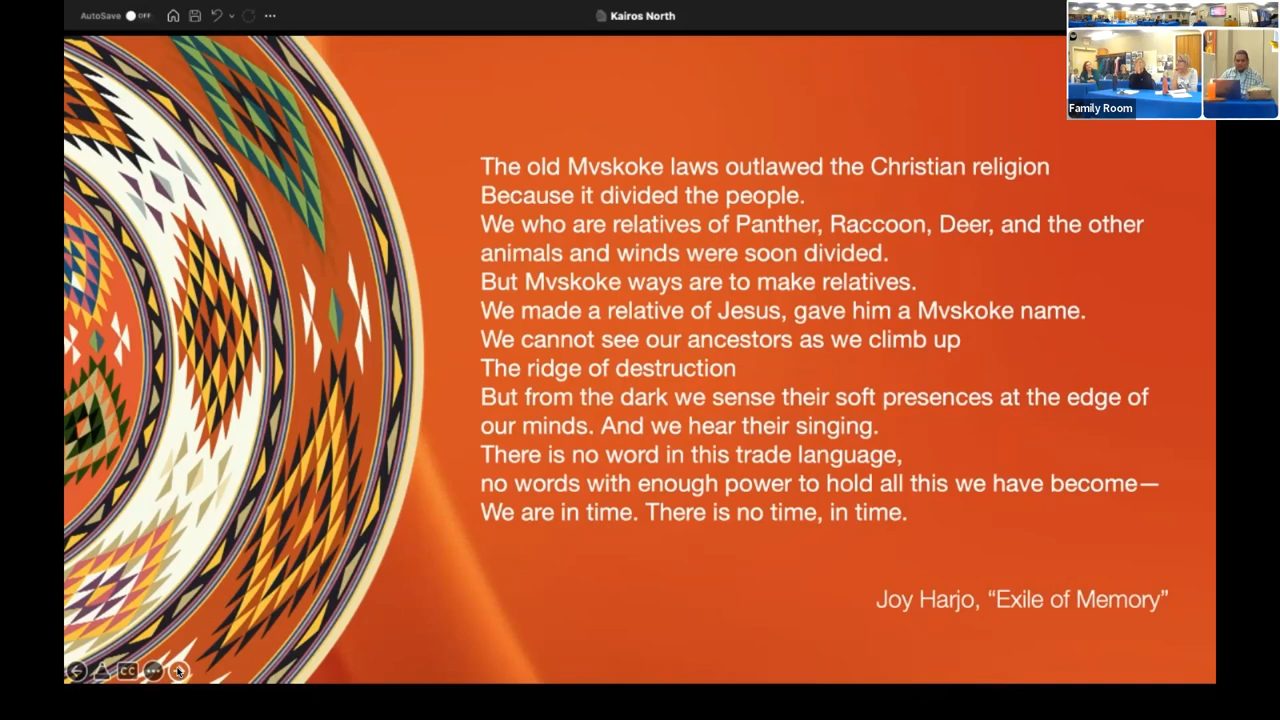 AutoSave OFF
Kairos North
Family Room
The old Mvskoke laws outlawed the Christian religion
Because it divided the people.
We who are relatives of Panther, Raccoon, Deer, and the other
animals and winds were soon divided.
But Mvskoke ways are to make relatives.
We made a relative of Jesus, gave him a Mvskoke name.
We cannot see our ancestors as we climb up
The ridge of destruction
But from the dark we sense their soft presences at the edge of
our minds. And we hear their singing.
There is no word in this trade language,
no words with enough power to hold all this we have become—
We are in time. There is no time, in time.
Joy Harjo, “Exile of Memory”
CC